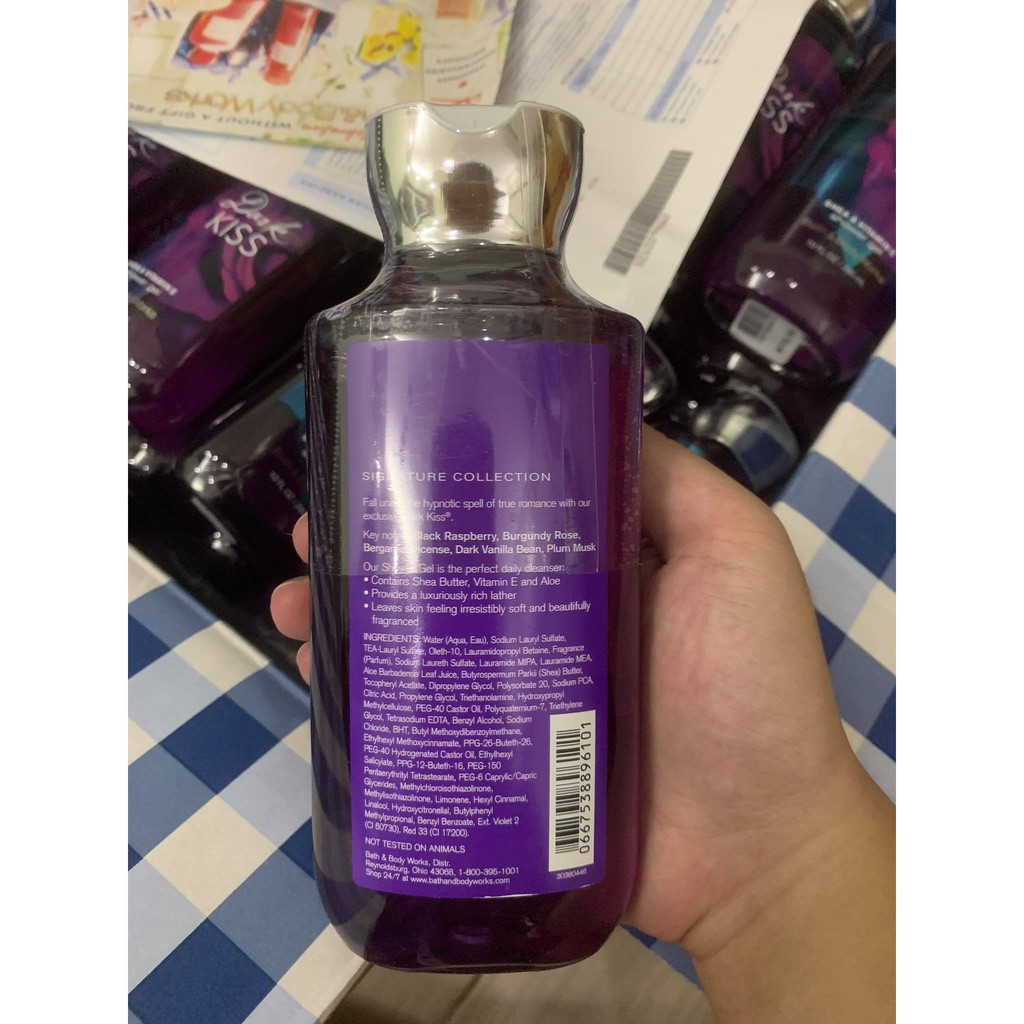 Body Works
WITHOUT A GIFT FROM
Dark
KISS
KISS
SIGNATURE COLLECTION
Fall hypnotic spell of true romance with our
Kiss®.
Key Black Raspberry, Burgundy Rose,
Dark Vanilla Bean, Plum Musk
Our Shower Gel is the perfect daily cleanser:
• Contains Shea Butter, Vitamin E and Aloe
• Provides a luxuriously rich lather
• Leaves skin feeling irresistibly soft and beautifully
fragranced
INGREDIENTS: Water (Aqua, Eau), Sodium Lauryl Sulfate,
TEA-Lauryl Sulfate, Oleth-10, Lauramidopropyl Betaine, Fragrance
(Parfum), Sodium Laureth Sulfate, Lauramide MIPA, Lauramide MEA,
Aloe Barbadensis Leaf Juice, Butyrospermum Parkii (Shea) Butter,
Tocopheryl Acetate, Dipropylene Glycol, Polysorbate 20, Sodium PCA,
Citric Acid, Propylene Glycol, Triethanolamine, Hydroxypropyl
Methylcellulose, PEG-40 Castor Oil, Polyquaternium-7, Triethylene
Glycol, Tetrasodium EDTA, Benzyl Alcohol, Sodium
Chloride, BHT, Butyl Methoxydibenzoylmethane,
Ethylhexyl Methoxycinnamate, PPG-26-Buteth-26,
PEG-40 Hydrogenated Castor Oil, Ethylhexyl
Salicylate, PPG-12-Buteth-16, PEG-150
Pentaerythrityl Tetrastearate, PEG-6 Caprylic/Capric
Glycerides, Methylchloroisothiazolinone,
Methylisothiazolinone, Limonene, Hexyl Cinnamal,
Linalool, Hydroxycitronellal, Butylphenyl
Methylpropional, Benzyl Benzoate, Ext. Violet 2
(CI 60730), Red 33 (CI 17200).
NOT TESTED ON ANIMALS
Bath & Body Works, Distr.
Reynoldsburg, Ohio 43068, 1-800-395-1001
Shop 24/7 at www.bathandbodyworks.com
0667538896101
30380446